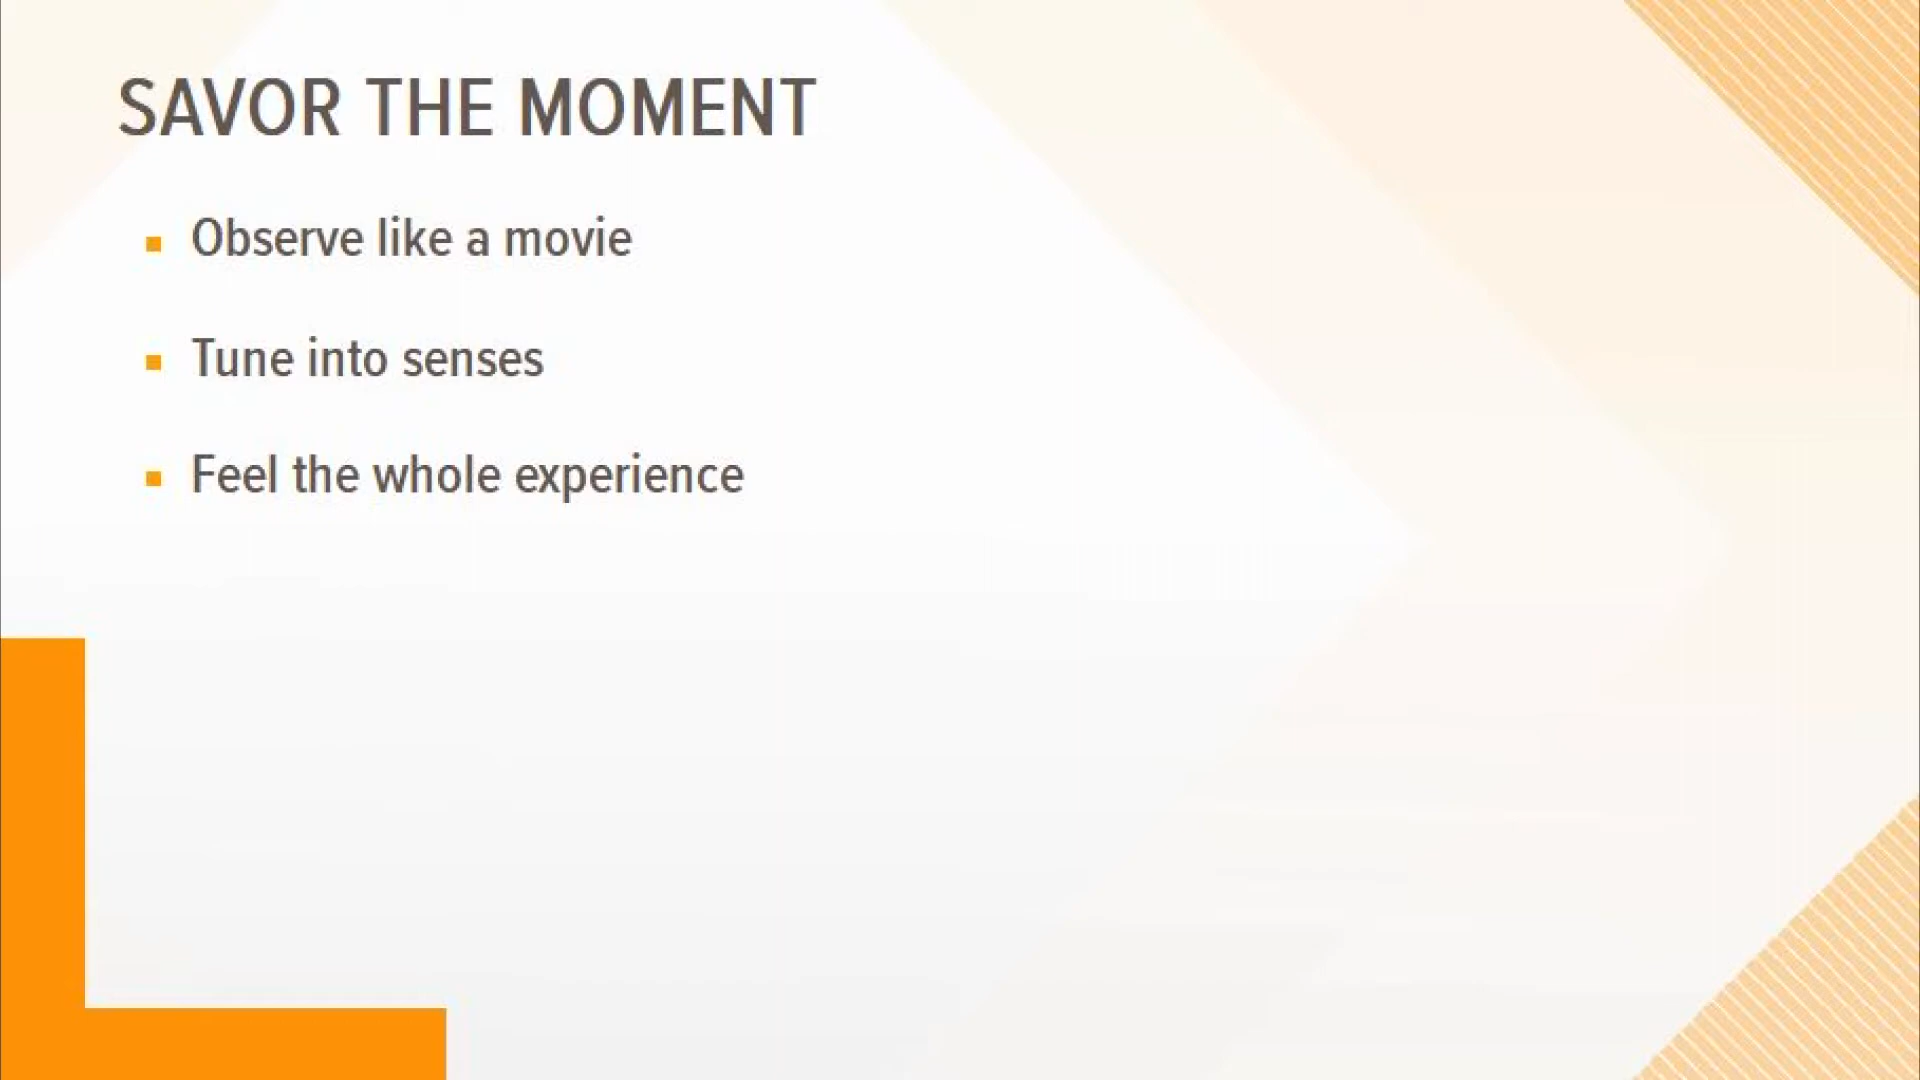 SAVOR THE MOMENT
Observe like a movie
Tune into senses
Feel the whole experience